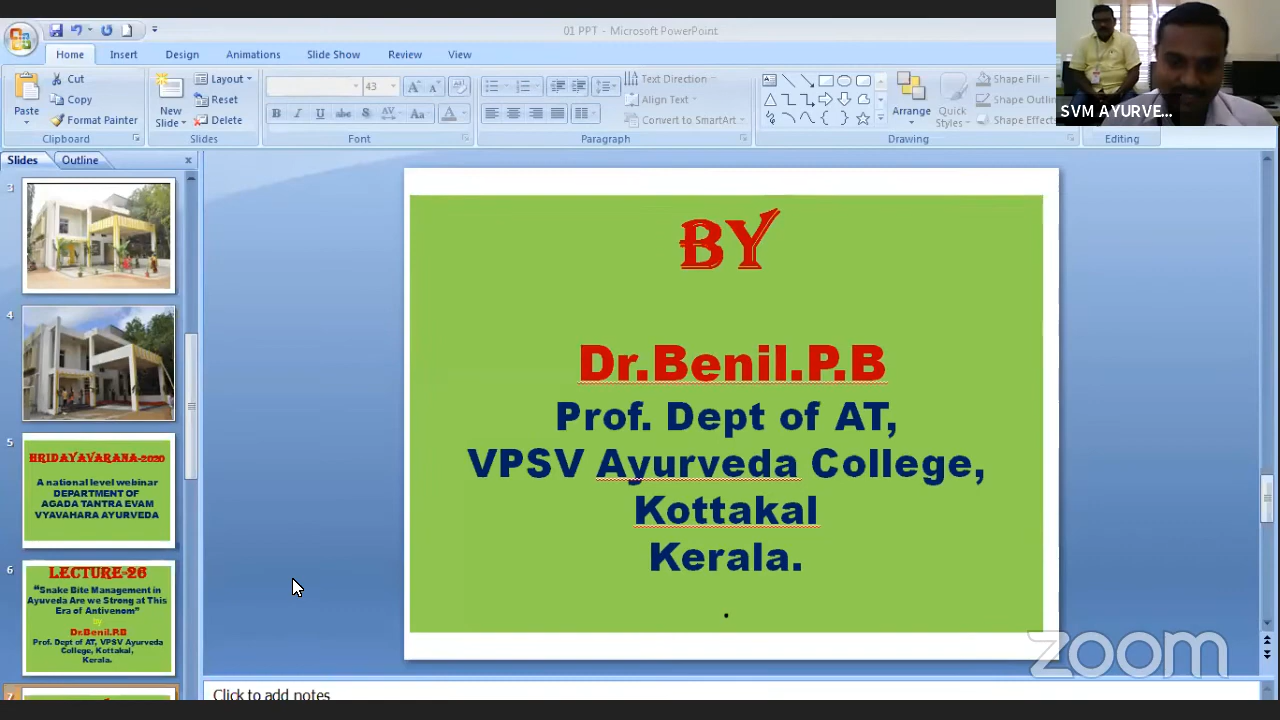 01 PPT - Microsoft PowerPoint
Home Insert Design Animations Slide Show Review View
Cut
Copy
Format Painter
Paste
Clipboard
New
Slide
Layout
Reset
Delete
Slides
43
Font
Text Direction
Align Text
Convert to SmartArt
Paragraph
Arrange
Quick
Styles
Shape Fill
Shape Outlin
Shape Effects
Drawing
Editing
SVM AYURVE...
Slides Outline
3
4
5
HRIDAYAVARANA-2020
A national level webinar
DEPARTMENT OF
AGADA TANTRA EVAM
VYAVAHARA AYURVEDA
6
LECTURE-26
“Snake Bite Management in
Ayuveda Are we Strong at This
Era of Antivenom”
by
Dr.Benil.P.B
Prof. Dept of AT, VPSV Ayurveda
College, Kottakal,
Kerala.
7
BY
Dr.Benil.P.B
Prof. Dept of AT,
VPSV Ayurveda College,
Kottakal
Kerala.
.
zoom
Click to add notes